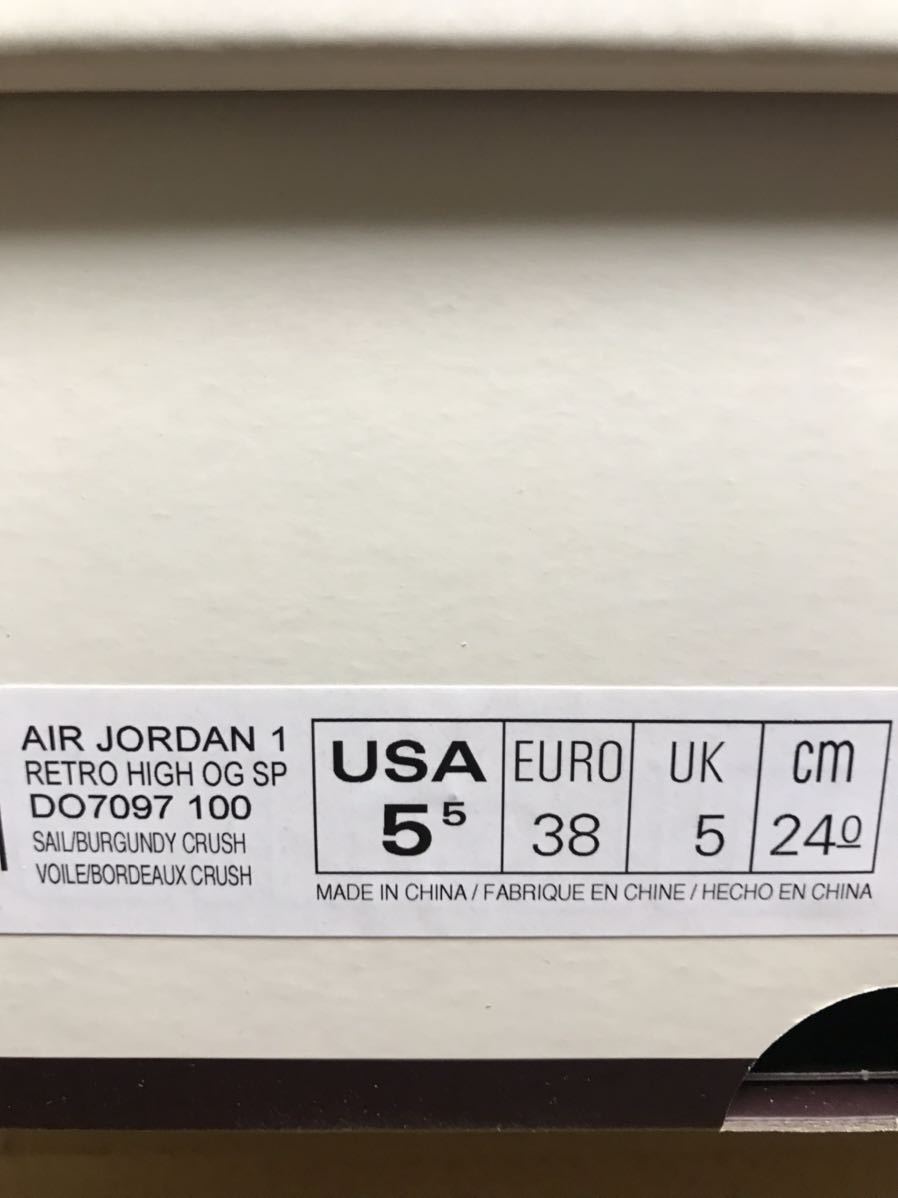 AIR JORDAN 1
RETRO HIGH OG SP
DO7097 100
SAIL/BURGUNDY CRUSH
VOILE/BORDEAUX CRUSH
USA EURO UK cm
5⁵ 38 5 24⁰
MADE IN CHINA / FABRIQUE EN CHINE / HECHO EN CHINA